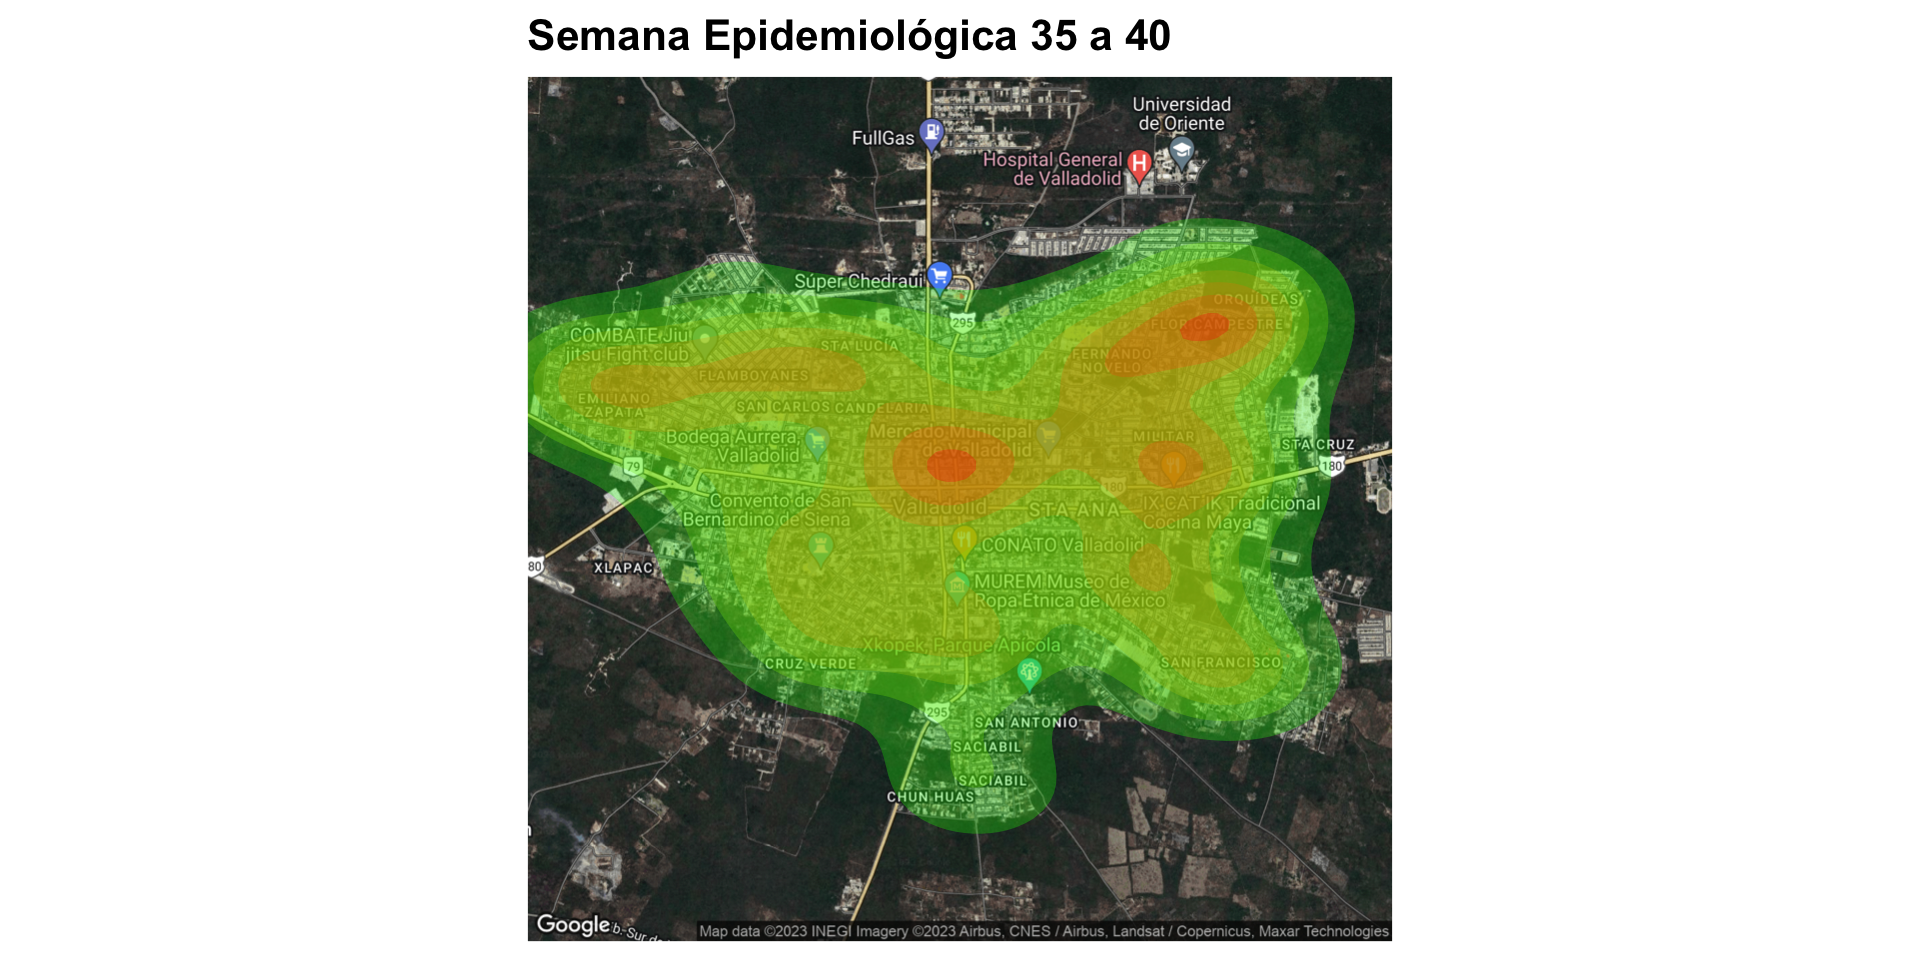 Semana Epidemiológica 35 a 40
Universidad
de Oriente
FullGas
Hospital General
de Valladolid
H
Súper Chedraui
ORQUÍDEAS
295
FLOR CAMPESTRE
COMBATE Jiu
jitsu Fight club
STA LUCÍA
FERNANDO
NOVELO
FLAMBOYANES
EMILIANO
ZAPATA
SAN CARLOS
CANDELARIA
Bodega Aurrera,
Valladolid
Mercado Municipal
de Valladolid
MILITAR
STA CRUZ
79
180
180
Convento de San
Bernardino de Siena
Valladolid
STA ANA
IX CAT IK Tradicional
Cocina Maya
CONATO Valladolid
80
XLAPAC
MUREM Museo de
Ropa Étnica de México
Xkopek, Parque Apícola
CRUZ VERDE
SAN FRANCISCO
295
SAN ANTONIO
SACIABIL
SACIABIL
CHUN HUAS
Google
b. Sur de
Map data ©2023 INEGI Imagery ©2023 Airbus, CNES / Airbus, Landsat / Copernicus, Maxar Technologies